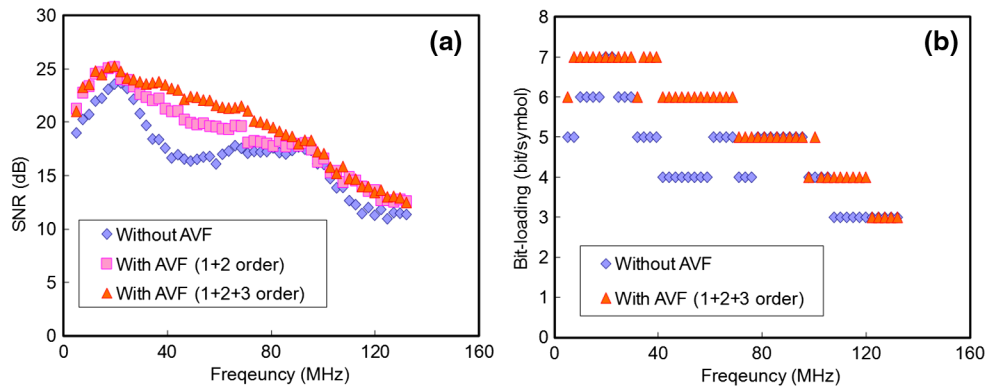 (a)
SNR (dB)
30
25
20
15
10
5
0
Without AVF
With AVF (1+2 order)
With AVF (1+2+3 order)
0 40 80 120 160
Freqeuncy (MHz)
(b)
Bit-loading (bit/symbol)
8
7
6
5
4
3
2
Without AVF
With AVF (1+2+3 order)
0 40 80 120 160
Freqeuncy (MHz)